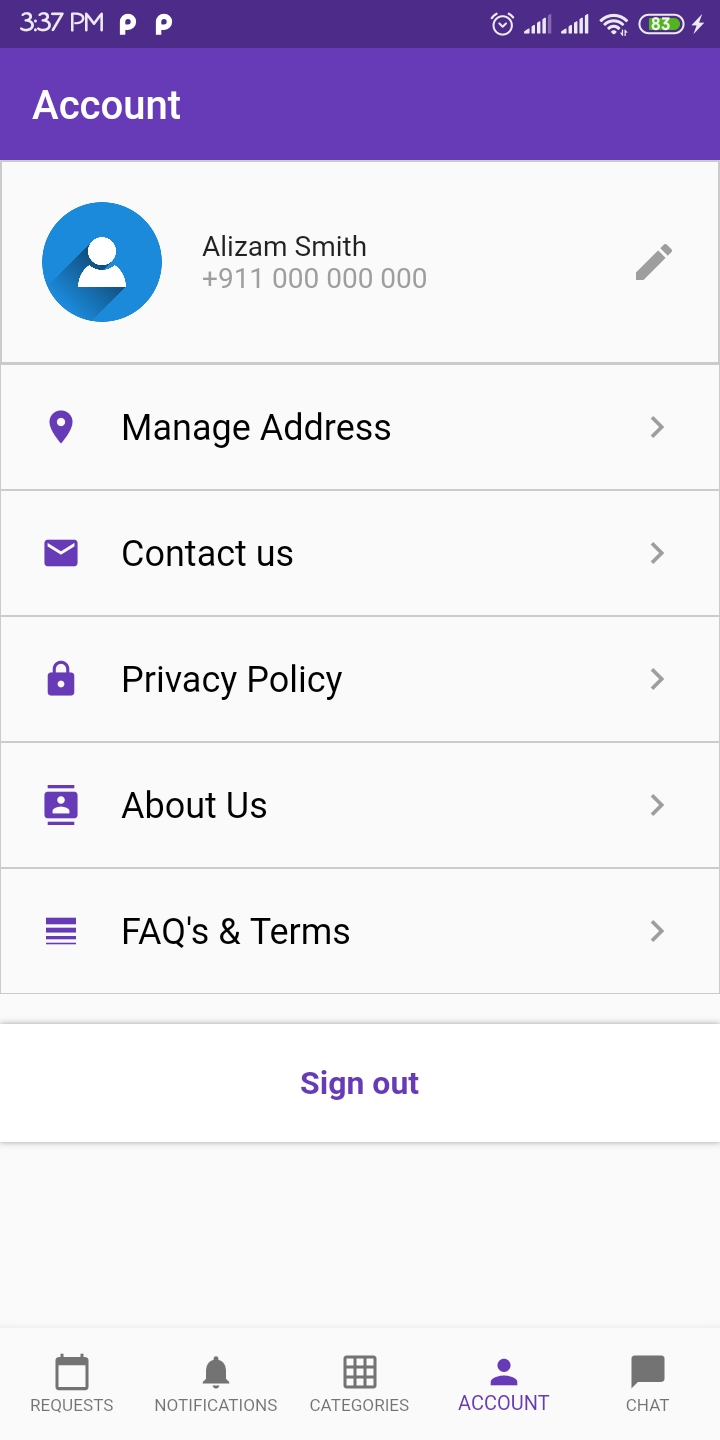 3:37 PM
83
Account
Alizam Smith
+911 000 000 000
Manage Address
Contact us
Privacy Policy
About Us
FAQ's & Terms
Sign out
REQUESTS
NOTIFICATIONS
CATEGORIES
ACCOUNT
CHAT